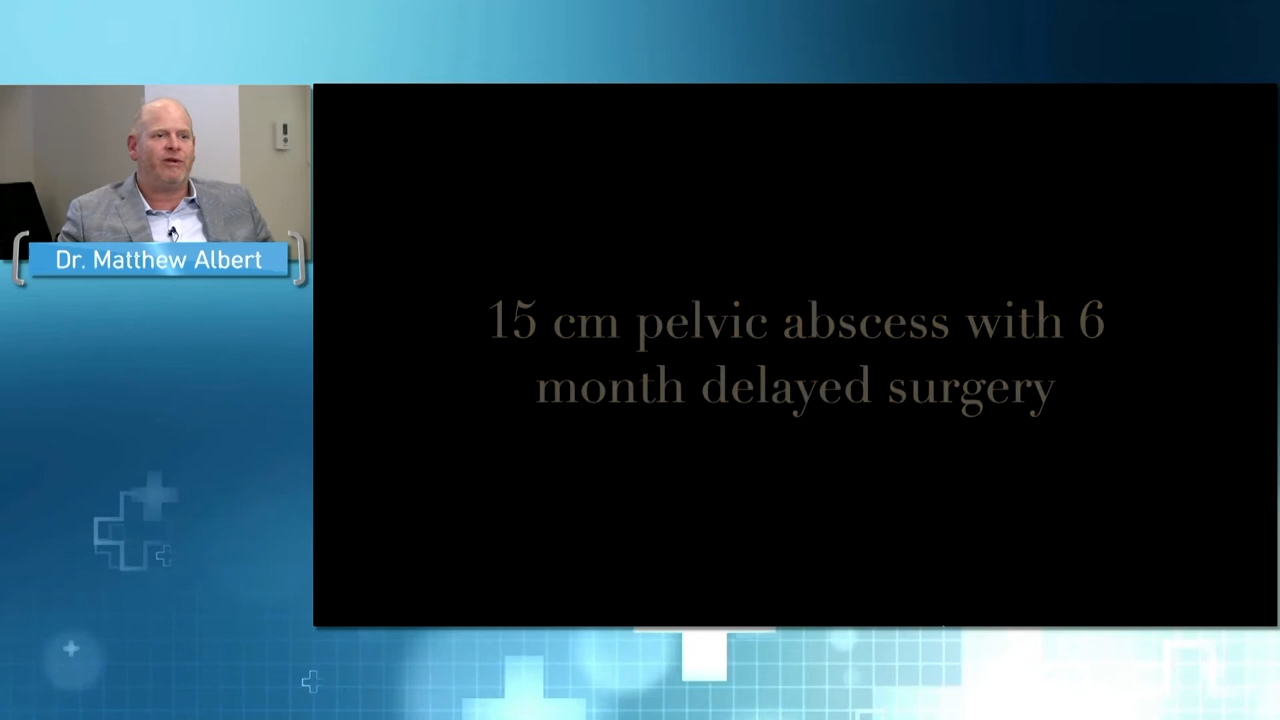 Dr. Matthew Albert
15 cm pelvic abscess with 6
month delayed surgery